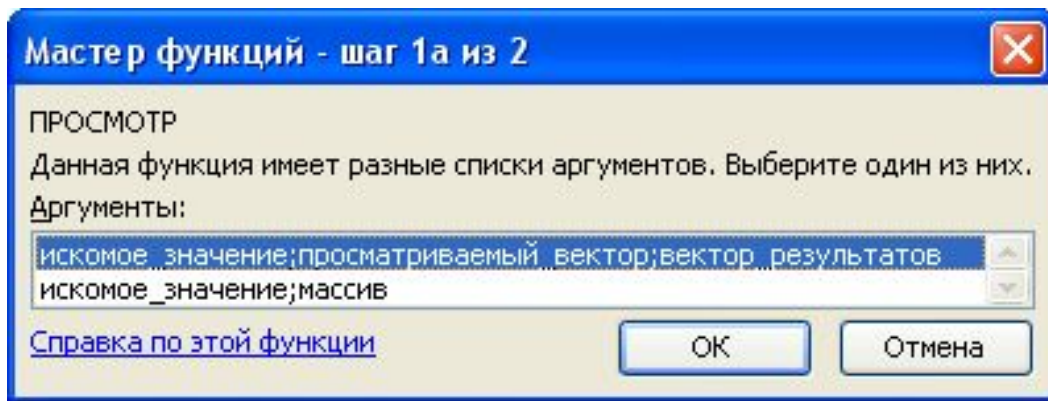 Мастер функций - шаг 1а из 2
ПРОСМОТР
Данная функция имеет разные списки аргументов. Выберите один из них.
Аргументы:
искомое_значение;просматриваемый_вектор;вектор_результатов
искомое_значение;массив
Справка по этой функции
ОК
Отмена